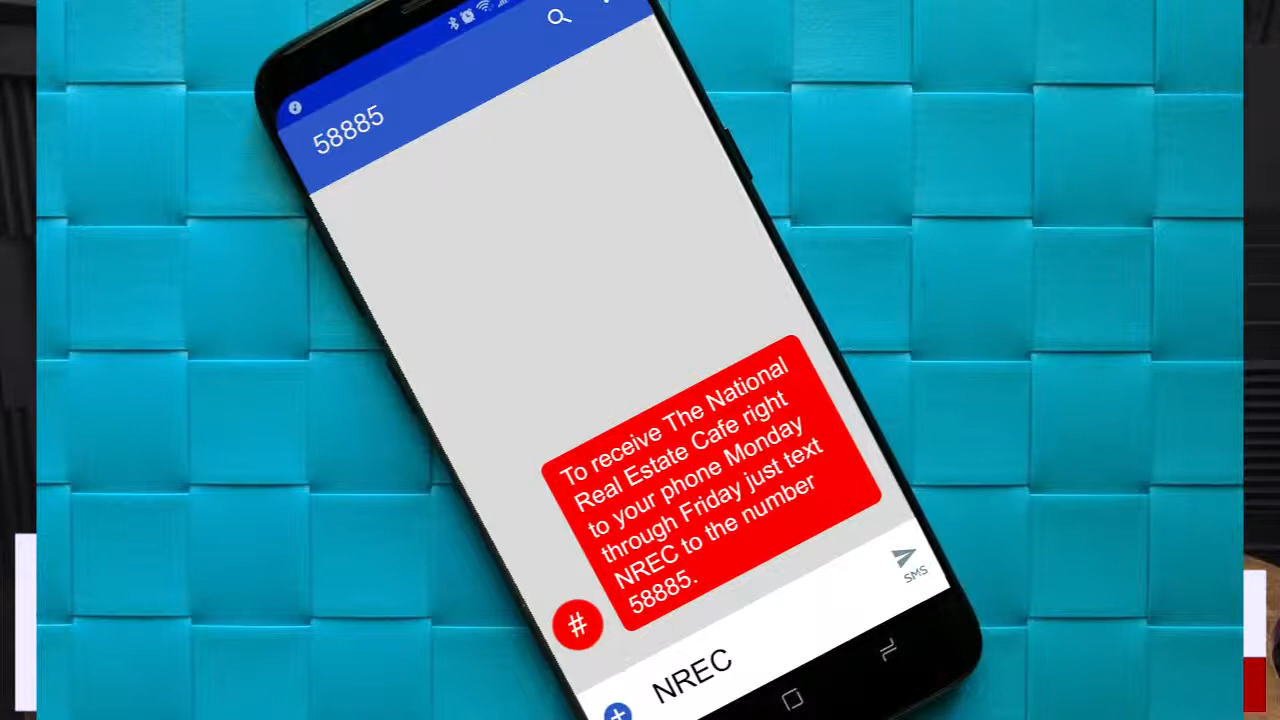 58885
To receive The National
Real Estate Cafe right
to your phone Monday
through Friday just text
NREC to the number
58885.
#
SMS
NREC